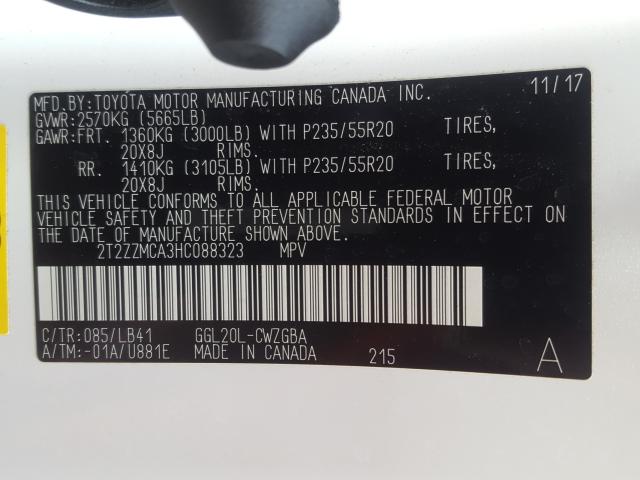 MFD.BY:TOYOTA MOTOR MANUFACTURING CANADA INC. 11/17
GVWR:2570KG (5665LB)
GAWR:FRT. 1360KG (3000LB) WITH P235/55R20 TIRES,
20X8J RIMS.
RR. 1410KG (3105LB) WITH P235/55R20 TIRES,
20X8J RIMS.
THIS VEHICLE CONFORMS TO ALL APPLICABLE FEDERAL MOTOR
VEHICLE SAFETY AND THEFT PREVENTION STANDARDS IN EFFECT
ON THE DATE OF MANUFACTURE SHOWN ABOVE.
2T2ZZMCA3HC088323 MPV
C/TR:085/LB41 GGL20L-CWZGBA
A/TM:-01A/U881E MADE IN CANADA 215 A